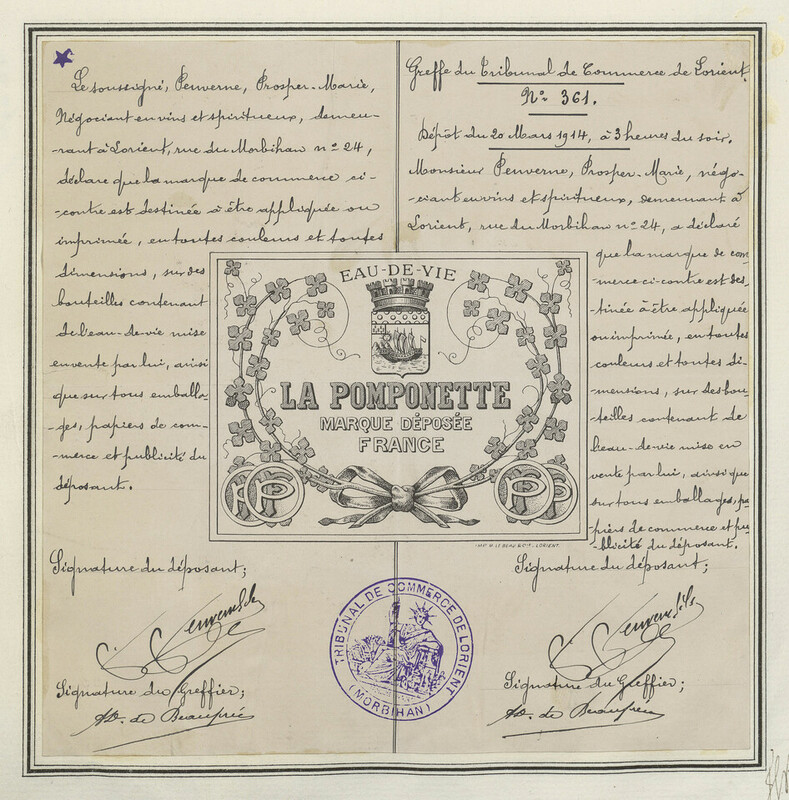 Le soussigné, Penverne, Prosper-Marie,
Négociant en vins et spiritueux, demeu-
-rant à Lorient, rue du Morbihan nº 24,
déclare que la marque de commerce ci-
-contre est destinée à être appliquée ou
imprimée, en toutes couleurs et toutes
dimensions, sur des
bouteilles contenant
de l'eau-de-vie mise
en vente par lui, ainsi
que sur tous emballa-
-ges, papiers de com-
-merce et publicité du
déposant.
Signature du déposant;
Signature du Greffier;
Greffe du Tribunal de Commerce de Lorient.
Nº 361.
Dépôt du 20 Mars 1914, à 3 heures du soir.
Monsieur Penverne, Prosper-Marie, négo-
-ciant en vins et spiritueux, demeurant à
Lorient, rue du Morbihan nº 24, a déclaré
que la marque de com-
merce ci-contre est des-
-tinée à être appliquée
ou imprimée, en toutes
couleurs et toutes di-
-mensions, sur des bou-
-teilles contenant de
l'eau-de-vie mise en
vente par lui, ainsi que
sur tous emballages, pa-
-piers de commerce et pu-
-blicité du déposant.
Signature du déposant;
Signature du Greffier;
EAU-DE-VIE
LA POMPONETTE
MARQUE DÉPOSÉE
FRANCE
TRIBUNAL DE COMMERCE DE LORIENT
(MORBIHAN)